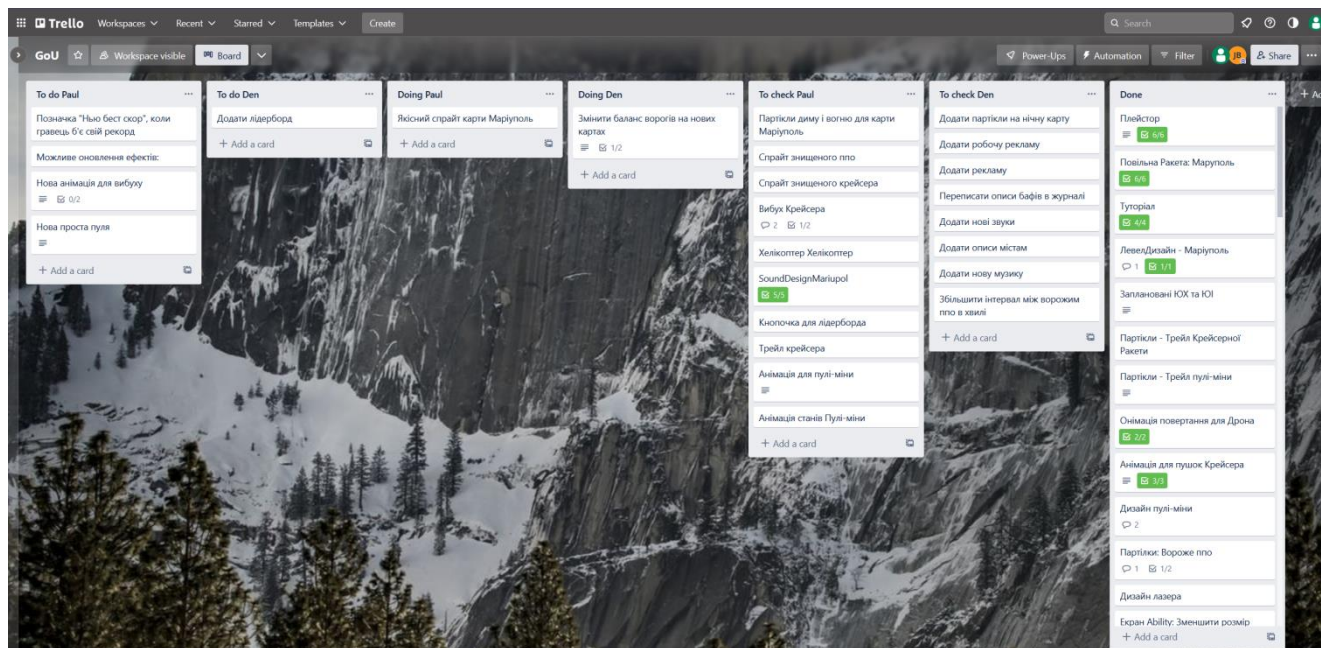 Trello Workspaces Recent Starred Templates Create Search
GoU Workspace visible Board Power-Ups Automation Filter JB Share
To do Paul
Позначка "Нью бест скор", коли
гравець б'є свій рекорд
Можливе оновлення ефектів:
Нова анімація для вибуху
0/2
Нова проста пуля
+ Add a card
To do Den
Додати лідерборд
+ Add a card
Doing Paul
Якісний спрайт карти Маріуполь
+ Add a card
Doing Den
Змінити баланс ворогів на нових
картах
1/2
+ Add a card
To check Paul
Партікли диму і вогню для карти
Маріуполь
Спрайт знищеного ппо
Спрайт знищеного крейсера
Вибух Крейсера
2 1/2
Хелікоптер Хелікоптер
SoundDesignMariupol
5/5
Кнопочка для лідерборда
Трейл крейсера
Анімація для пулі-міни
Анімація станів Пулі-міни
+ Add a card
To check Den
Додати партікли на нічну карту
Додати робочу рекламу
Додати рекламу
Переписати описи бафів в журналі
Додати нові звуки
Додати описи містам
Додати нову музику
Збільшити інтервал між ворожим
ппо в хвилі
+ Add a card
Done
Плейстор
6/6
Повільна Ракета: Маруполь
6/6
Туторіал
4/4
ЛевелДизайн - Маріуполь
1 1/1
Заплановані ЮХ та ЮІ
Партікли - Трейл Крейсерної
Ракети
Партікли - Трейл пулі-міни
Онімація повертання для Дрона
2/2
Анімація для пушок Крейсера
3/3
Дизайн пулі-міни
2
Партілки: Вороже ппо
1 1/2
Дизайн лазера
Екран Ability: Зменшити розмір
+ Add a card